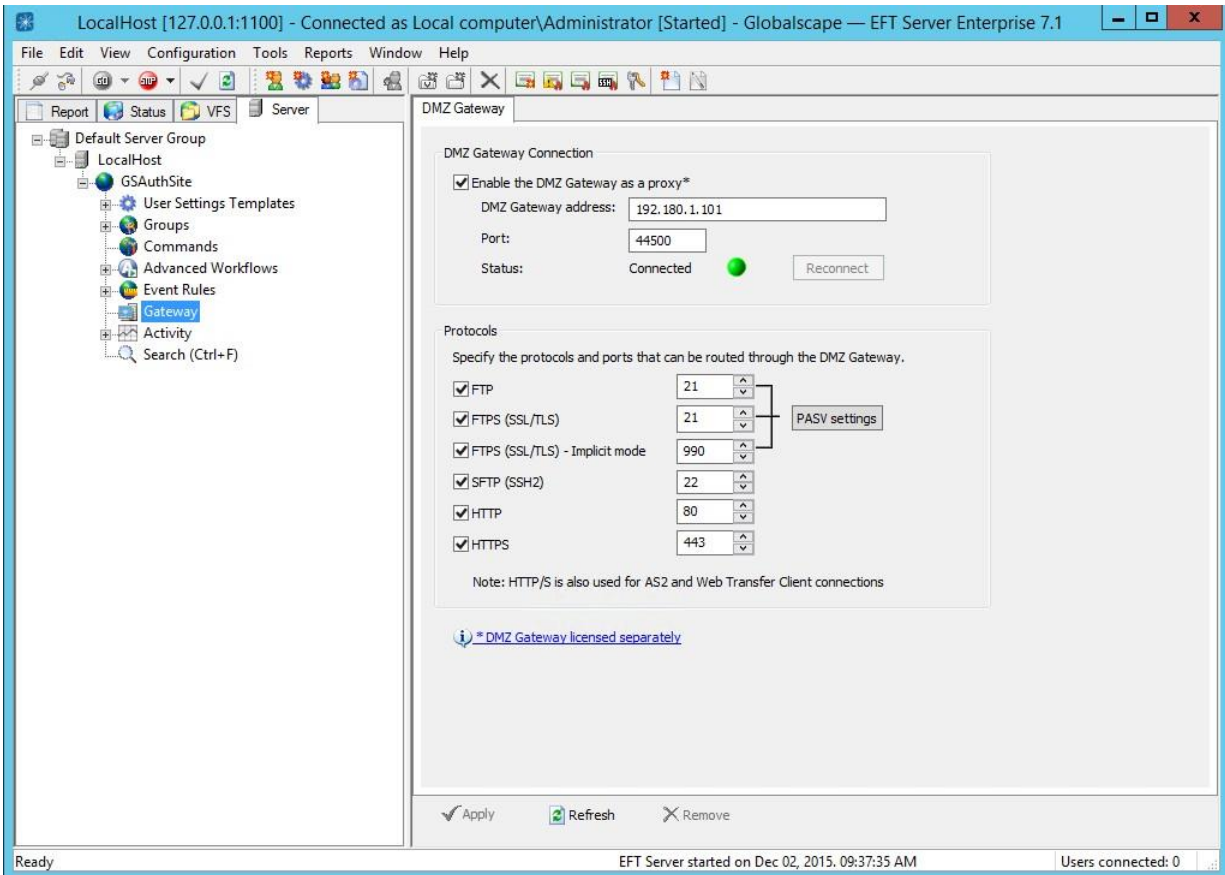 LocalHost [127.0.0.1:1100] - Connected as Local computer\Administrator [Started] - Globalscape — EFT Server Enterprise 7.1
File Edit View Configuration Tools Reports Window Help
Report Status VFS Server
Default Server Group
LocalHost
GSAuthSite
User Settings Templates
Groups
Commands
Advanced Workflows
Event Rules
Gateway
Activity
Search (Ctrl+F)
DMZ Gateway
DMZ Gateway Connection
Enable the DMZ Gateway as a proxy*
DMZ Gateway address: 192.180.1.101
Port: 44500
Status: Connected Reconnect
Protocols
Specify the protocols and ports that can be routed through the DMZ Gateway.
FTP 21
FTPS (SSL/TLS) 21 PASV settings
FTPS (SSL/TLS) - Implicit mode 990
SFTP (SSH2) 22
HTTP 80
HTTPS 443
Note: HTTP/S is also used for AS2 and Web Transfer Client connections
* DMZ Gateway licensed separately
Apply Refresh Remove
Ready EFT Server started on Dec 02, 2015. 09:37:35 AM Users connected: 0